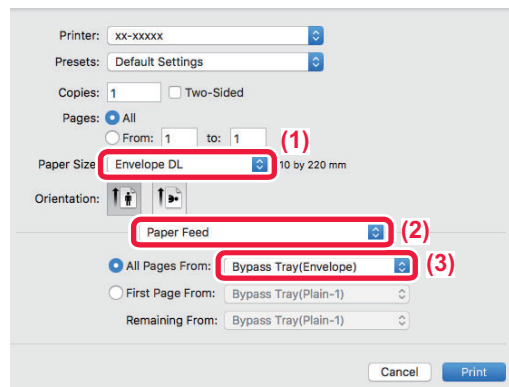 Printer: xx-xxxxx
Presets: Default Settings
Copies: 1 Two-Sided
Pages: All
From: 1 to: 1
(1)
Paper Size Envelope DL 10 by 220 mm
Orientation:
Paper Feed (2)
All Pages From: Bypass Tray(Envelope) (3)
First Page From: Bypass Tray(Plain-1)
Remaining From: Bypass Tray(Plain-1)
Cancel Print